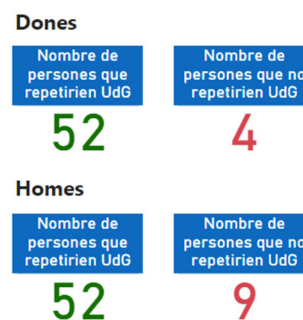 Dones
Nombre de
persones que
repetirien UdG
52
Nombre de
persones que no
repetirien UdG
4
Homes
Nombre de
persones que
repetirien UdG
52
Nombre de
persones que no
repetirien UdG
9